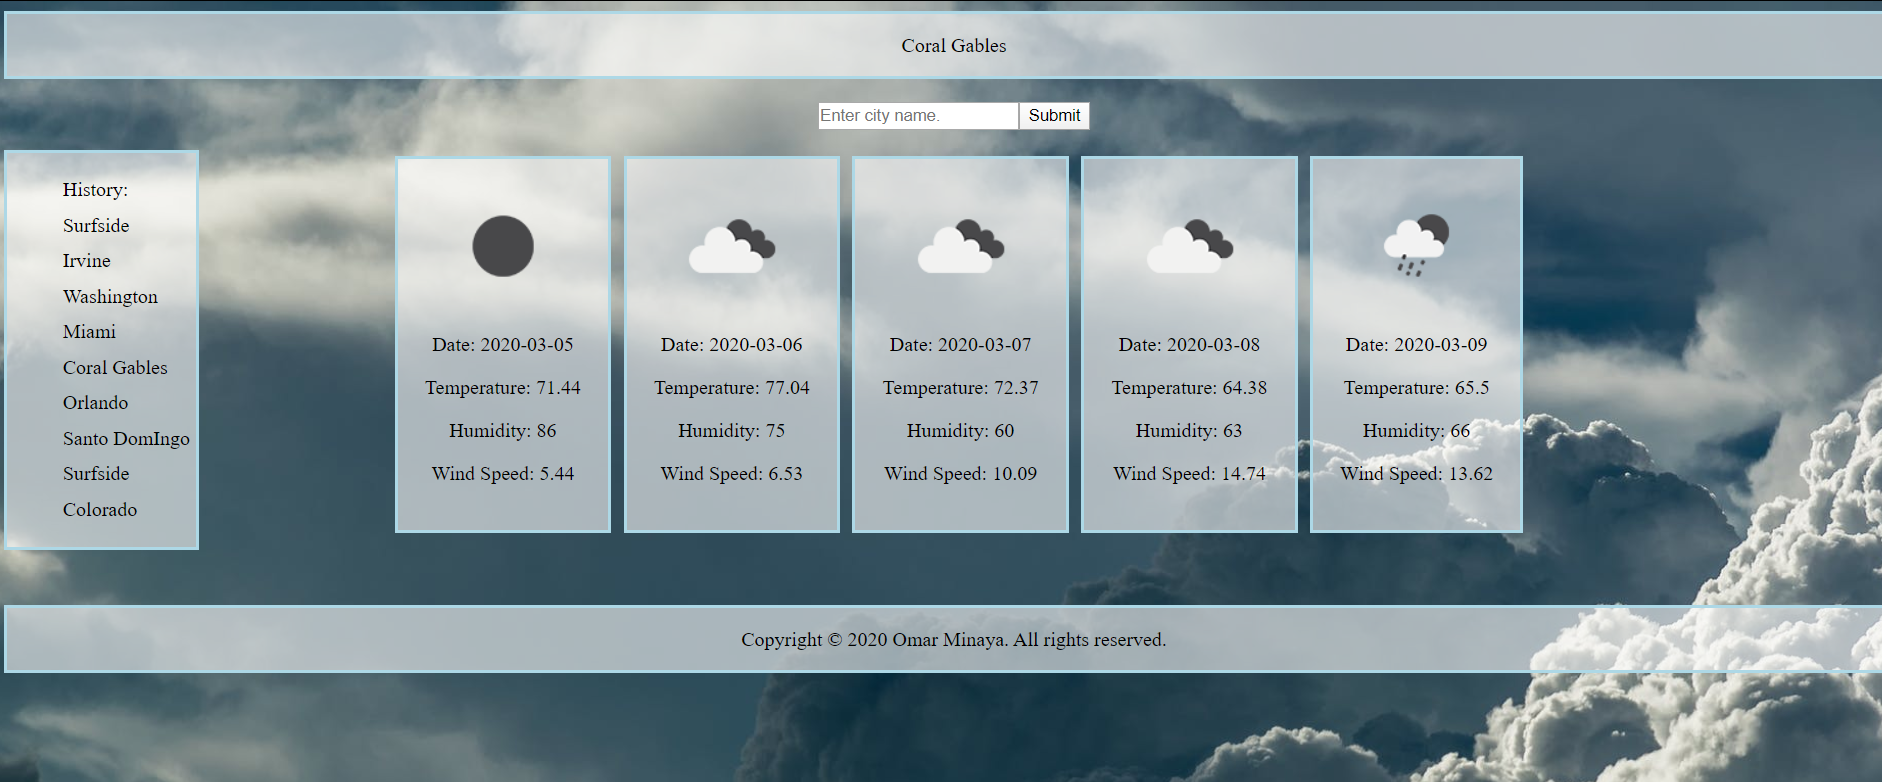 Coral Gables
Enter city name. Submit
History:
Surfside
Irvine
Washington
Miami
Coral Gables
Orlando
Santo DomIngo
Surfside
Colorado
Date: 2020-03-05
Temperature: 71.44
Humidity: 86
Wind Speed: 5.44
Date: 2020-03-06
Temperature: 77.04
Humidity: 75
Wind Speed: 6.53
Date: 2020-03-07
Temperature: 72.37
Humidity: 60
Wind Speed: 10.09
Date: 2020-03-08
Temperature: 64.38
Humidity: 63
Wind Speed: 14.74
Date: 2020-03-09
Temperature: 65.5
Humidity: 66
Wind Speed: 13.62
Copyright © 2020 Omar Minaya. All rights reserved.